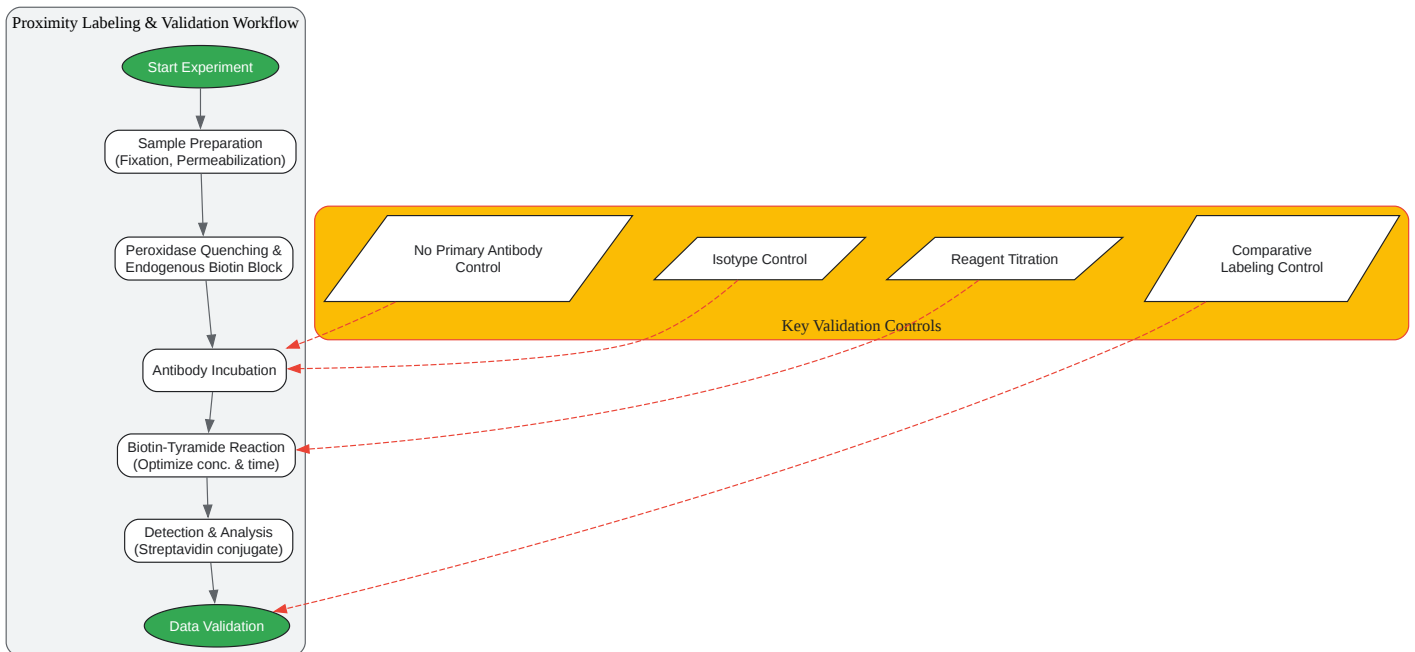 Proximity Labeling & Validation Workflow
Start Experiment
Sample Preparation
(Fixation, Permeabilization)
Peroxidase Quenching &
Endogenous Biotin Block
Antibody Incubation
Biotin-Tyramide Reaction
(Optimize conc. & time)
Detection & Analysis
(Streptavidin conjugate)
Data Validation
No Primary Antibody
Control
Isotype Control
Reagent Titration
Comparative
Labeling Control
Key Validation Controls